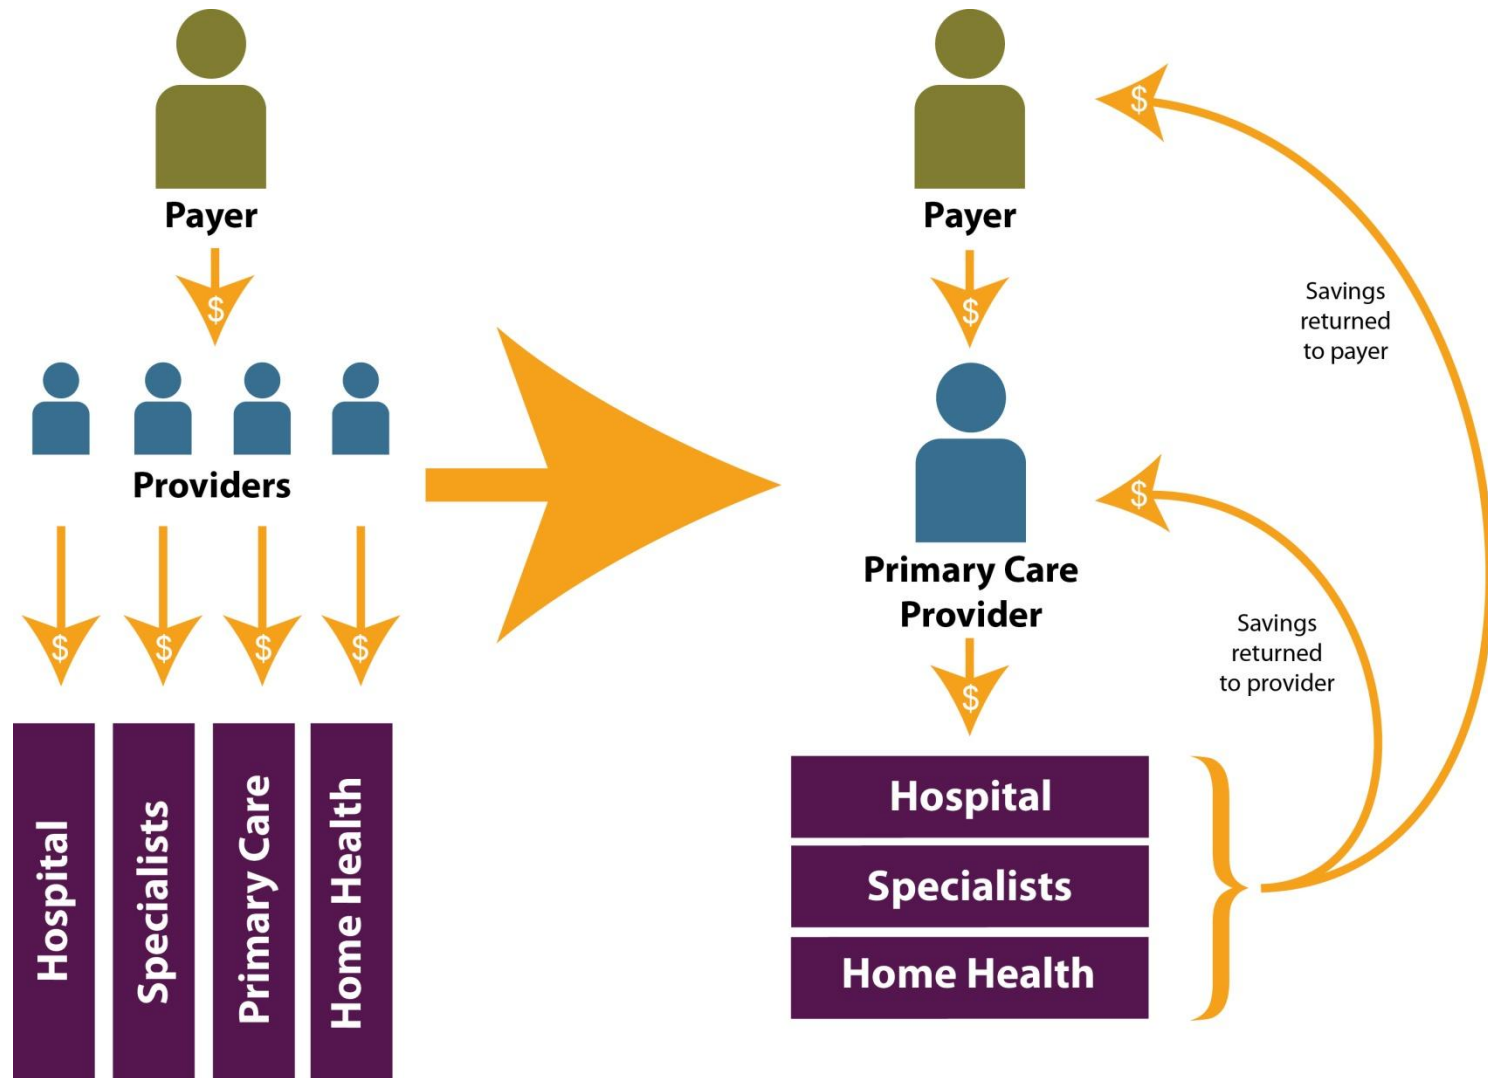 Payer
$
Providers
$
$
$
$
Hospital
Specialists
Primary Care
Home Health
Payer
$
Primary Care
Provider
$
Hospital
Specialists
Home Health
$
Savings
returned
to provider
$
Savings
returned
to payer